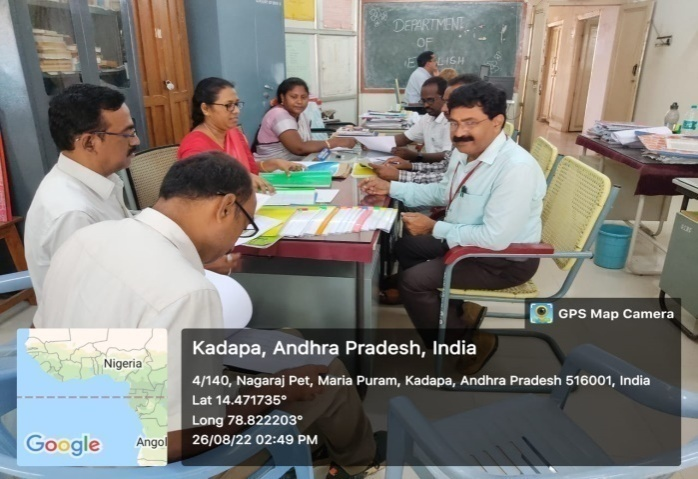 DEPARTMENT
OF
ENGLISH
GPS Map Camera
Kadapa, Andhra Pradesh, India
4/140, Nagaraj Pet, Maria Puram, Kadapa, Andhra Pradesh 516001, India
Lat 14.471735°
Long 78.822203°
26/08/22 02:49 PM
Nigeria
Angol
Google